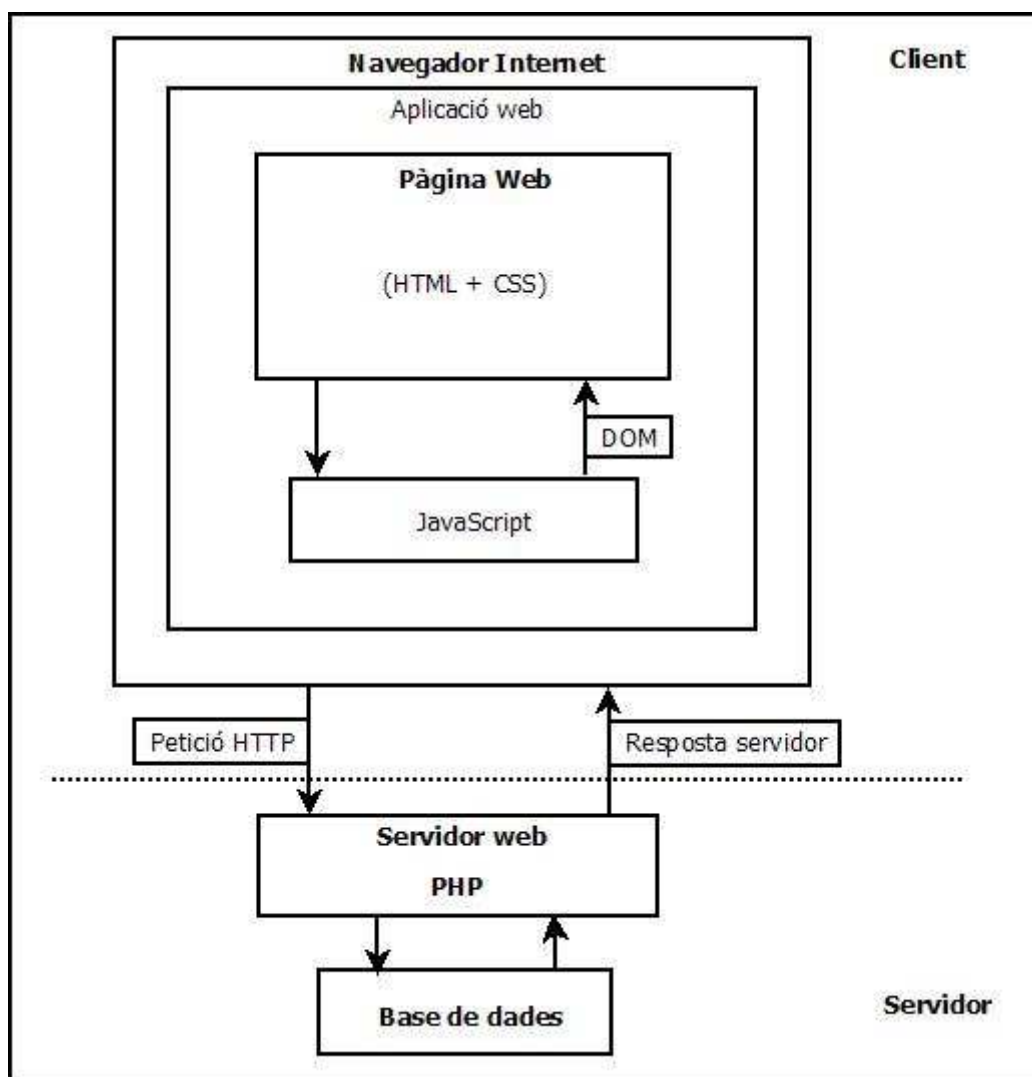 Navegador Internet
Client
Aplicació web
Pàgina Web
(HTML + CSS)
DOM
JavaScript
Petició HTTP
Resposta servidor
Servidor web
PHP
Base de dades
Servidor